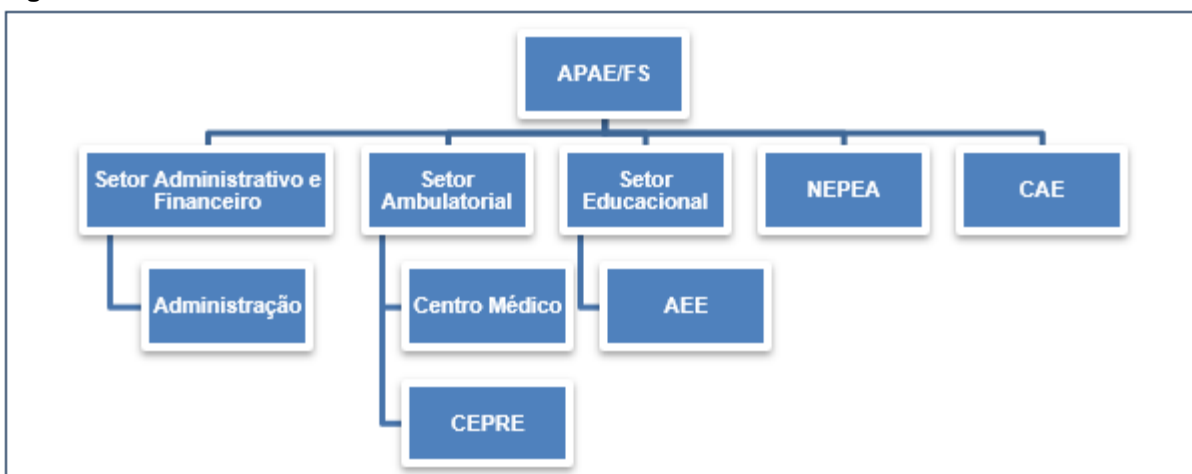 APAE/FS
Setor Administrativo e
Financeiro
Setor
Ambulatorial
Setor
Educacional
NEPEA
CAE
Administração
Centro Médico
AEE
CEPRE